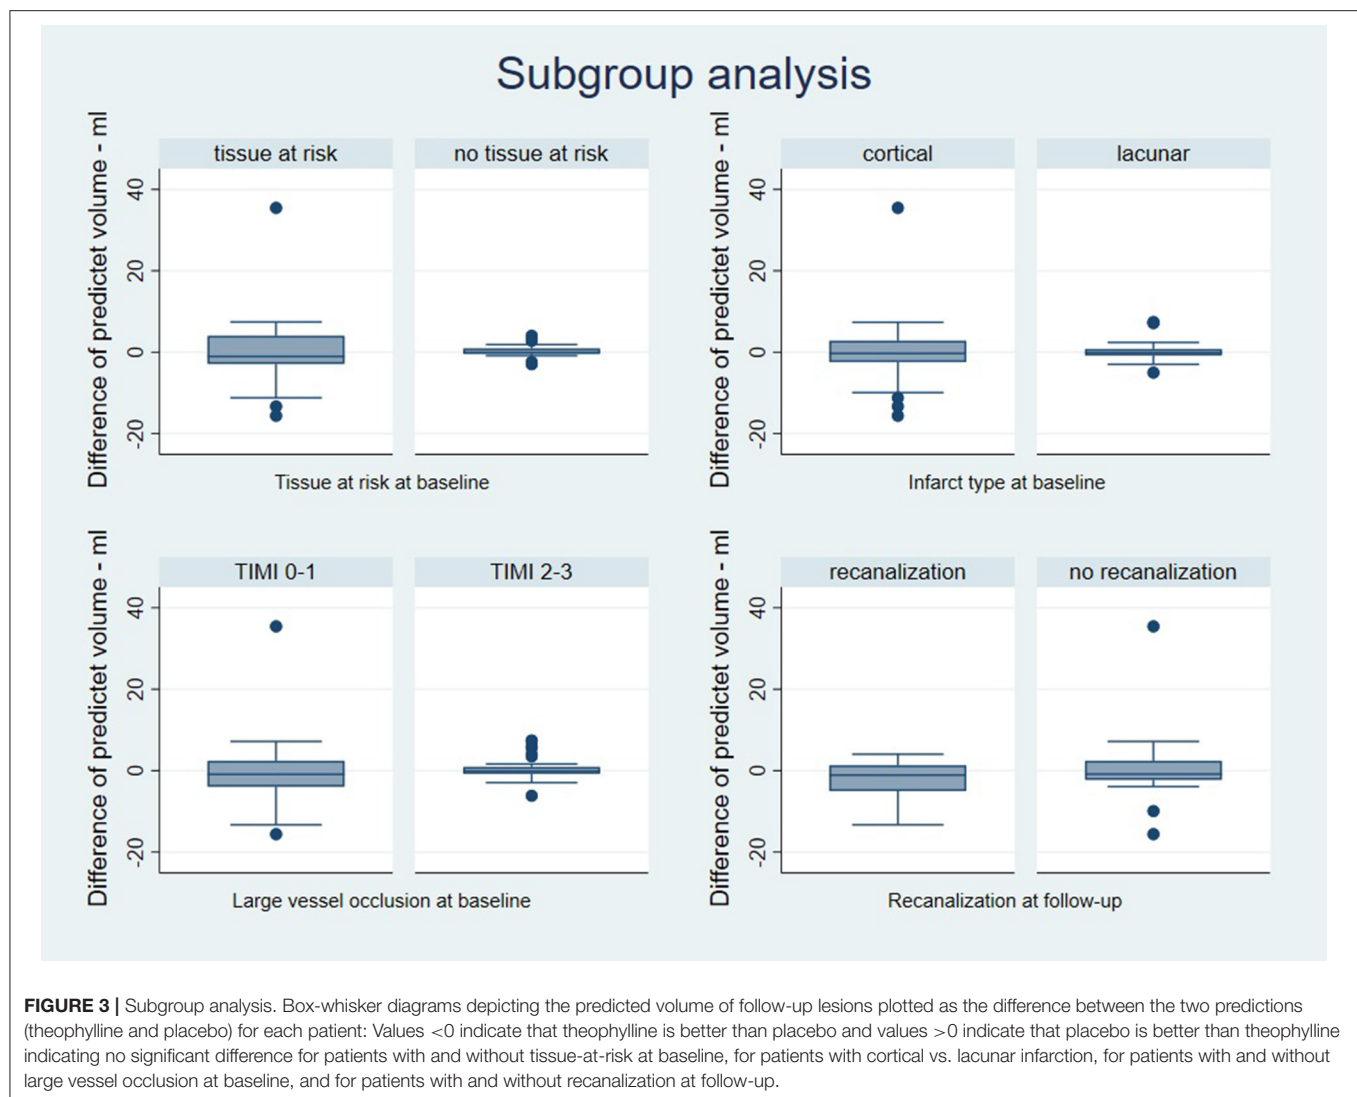 Subgroup analysis
Difference of predictet volume - ml
tissue at risk
no tissue at risk
40
20
0
-20
Tissue at risk at baseline
Difference of predictet volume - ml
cortical
lacunar
40
20
0
-20
Infarct type at baseline
Difference of predictet volume - ml
TIMI 0-1
TIMI 2-3
40
20
0
-20
Large vessel occlusion at baseline
Difference of predictet volume - ml
recanalization
no recanalization
40
20
0
-20
Recanalization at follow-up
FIGURE 3 | Subgroup analysis. Box-whisker diagrams depicting the predicted volume of follow-up lesions plotted as the difference between the two predictions
(theophylline and placebo) for each patient: Values <0 indicate that theophylline is better than placebo and values >0 indicate that placebo is better than theophylline
indicating no significant difference for patients with and without tissue-at-risk at baseline, for patients with cortical vs. lacunar infarction, for patients with and without
large vessel occlusion at baseline, and for patients with and without recanalization at follow-up.